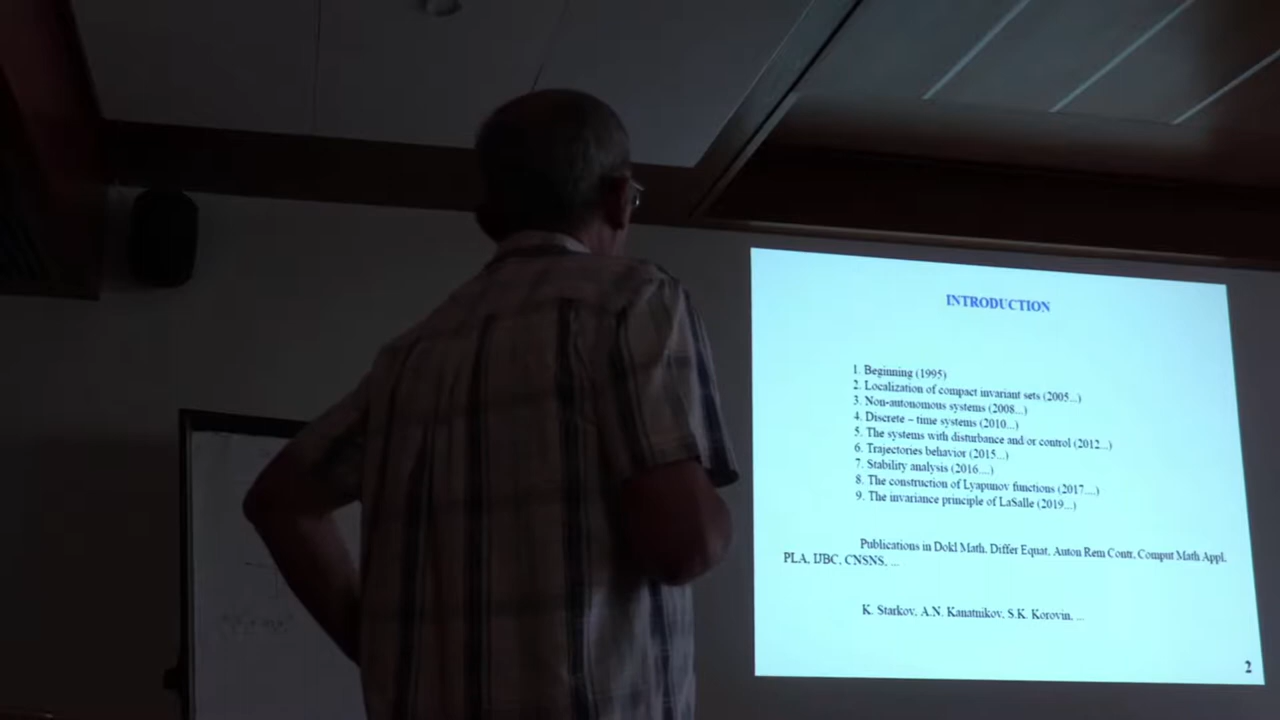 INTRODUCTION
1. Beginning (1995)
2. Localization of compact invariant sets (2005...)
3. Non-autonomous systems (2008...)
4. Discrete – time systems (2010...)
5. The systems with disturbance and or control (2012...)
6. Trajectories behavior (2015...)
7. Stability analysis (2016....)
8. The construction of Lyapunov functions (2017....)
9. The invariance principle of LaSalle (2019...)
Publications in Dokl Math, Differ Equat, Auton Rem Contr, Comput Math Appl,
PLA, IJBC, CNSNS, ...
K. Starkov, A.N. Kanatnikov, S.K. Korovin, ...
2